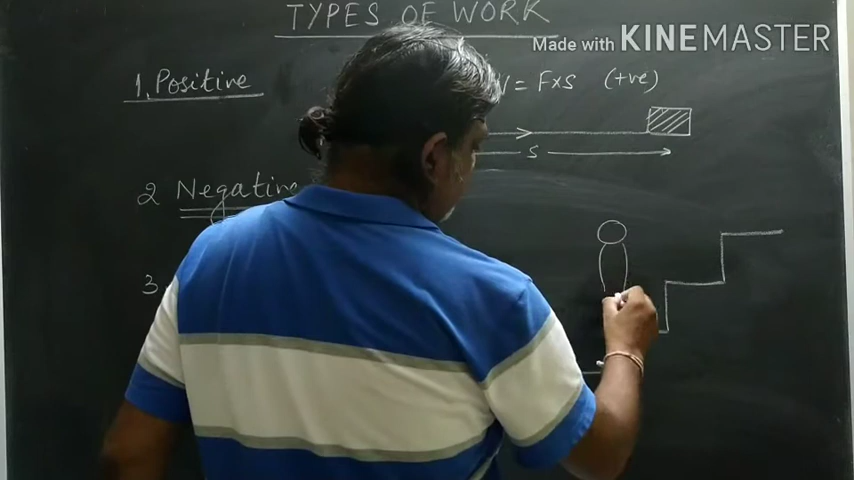 TYPES OF WORK
Made with KINEMASTER
1. Positive
= F×S (+ve)
S
2 Negative
3